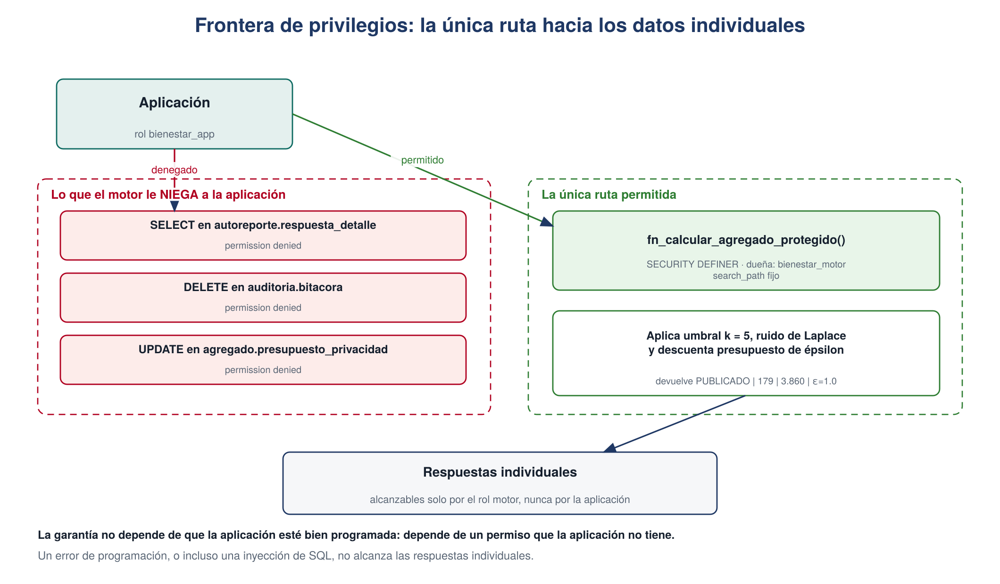 Frontera de privilegios: la única ruta hacia los datos individuales
Aplicación
rol bienestar_app
permitido
denegado
Lo que el motor le NIEGA a la aplicación
SELECT en autoreporte.respuesta_detalle
permission denied
DELETE en auditoria.bitacora
permission denied
UPDATE en agregado.presupuesto_privacidad
permission denied
La única ruta permitida
fn_calcular_agregado_protegido()
SECURITY DEFINER · dueña: bienestar_motor
search_path fijo
Aplica umbral k = 5, ruido de Laplace
y descuenta presupuesto de épsilon
devuelve PUBLICADO | 179 | 3.860 | ε=1.0
Respuestas individuales
alcanzables solo por el rol motor, nunca por la aplicación
La garantía no depende de que la aplicación esté bien programada: depende de un permiso que la aplicación no tiene.
Un error de programación, o incluso una inyección de SQL, no alcanza las respuestas individuales.